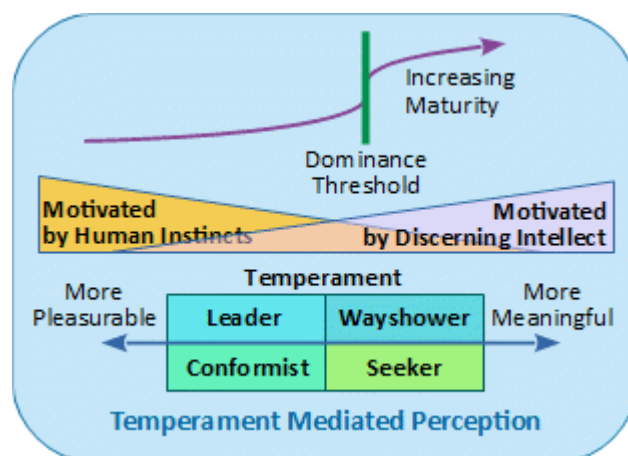 Increasing
Maturity
Dominance
Threshold
Motivated
by Human Instincts
Motivated
by Discerning Intellect
Temperament
More
Pleasurable
Leader
Wayshower
More
Meaningful
Conformist
Seeker
Temperament Mediated Perception